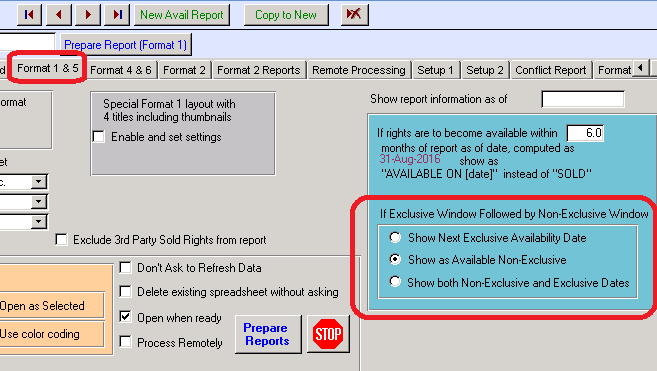 New Avail Report
Copy to New
Prepare Report (Format 1)
Format 1 & 5
Format 4 & 6
Format 2
Format 2 Reports
Remote Processing
Setup 1
Setup 2
Conflict Report
Format
ormat
Special Format 1 layout with
4 titles including thumbnails
Enable and set settings
et
c.
Exclude 3rd Party Sold Rights from report
Show report information as of
If rights are to become available within 6.0
months of report as of date, computed as
31-Aug-2016 show as
"AVAILABLE ON [date]" instead of "SOLD"
If Exclusive Window Followed by Non-Exclusive Window
Show Next Exclusive Availability Date
Show as Available Non-Exclusive
Show both Non-Exclusive and Exclusive Dates
Open as Selected
Use color coding
Don't Ask to Refresh Data
Delete existing spreadsheet without asking
Open when ready
Process Remotely
Prepare
Reports
STOP